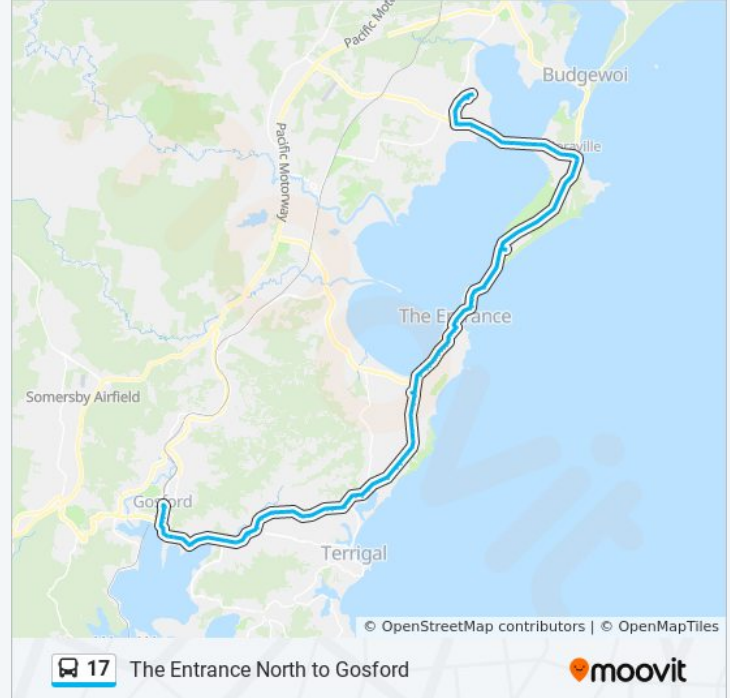 Pacific Mot
Budgewoi
Pacific Motorway
The Entrance
Somersby Airfield
Gosford
Terrigal
© OpenStreetMap contributors | © OpenMapTiles
17 The Entrance North to Gosford
moovit